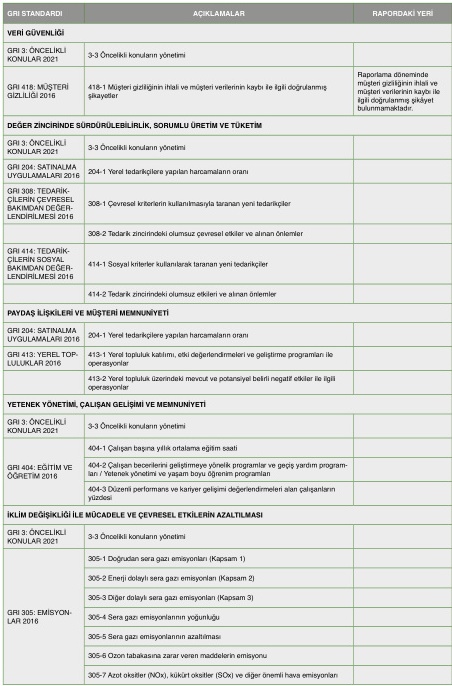 GRI STANDARDI AÇIKLAMALAR RAPORDAKİ YERİ
VERİ GÜVENLİĞİ
GRI 3: ÖNCELİKLİ
KONULAR 2021
3-3 Öncelikli konuların yönetimi
GRI 418: MÜŞTERİ
GİZLİLİĞİ 2016
418-1 Müşteri gizliliğinin ihlali ve müşteri verilerinin kaybı ile ilgili doğrulanmış
şikayetler
Raporlama döneminde
müşteri gizliliğinin ihlali ve
müşteri verilerinin kaybı ile
ilgili doğrulanmış şikâyet
bulunmamaktadır.
DEĞER ZİNCİRİNDE SÜRDÜRÜLEBİLİRLİK, SORUMLU ÜRETİM VE TÜKETİM
GRI 3: ÖNCELİKLİ
KONULAR 2021
3-3 Öncelikli konuların yönetimi
GRI 204: SATINALMA
UYGULAMALARI 2016
204-1 Yerel tedarikçilere yapılan harcamaların oranı
GRI 308: TEDARİK-
ÇİLERİN ÇEVRESEL
BAKIMDAN DEĞER-
LENDİRİLMESİ 2016
308-1 Çevresel kriterlerin kullanılmasıyla taranan yeni tedarikçiler
308-2 Tedarik zincirindeki olumsuz çevresel etkiler ve alınan önlemler
GRI 414: TEDARİK-
ÇİLERİN SOSYAL
BAKIMDAN DEĞER-
LENDİRİLMESİ 2016
414-1 Sosyal kriterler kullanılarak taranan yeni tedarikçiler
414-2 Tedarik zincirindeki olumsuz etkileri ve alınan önlemler
PAYDAŞ İLİŞKİLERİ VE MÜŞTERİ MEMNUNİYETİ
GRI 204: SATINALMA
UYGULAMALARI 2016
204-1 Yerel tedarikçilere yapılan harcamaların oranı
GRI 413: YEREL TOP-
LULUKLAR 2016
413-1 Yerel topluluk katılımı, etki değerlendirmeleri ve geliştirme programları ile
operasyonlar
413-2 Yerel topluluk üzerindeki mevcut ve potansiyel belirli negatif etkiler ile ilgili
operasyonlar
YETENEK YÖNETİMİ, ÇALIŞAN GELİŞİMİ VE MEMNUNİYETİ
GRI 3: ÖNCELİKLİ
KONULAR 2021
3-3 Öncelikli konuların yönetimi
GRI 404: EĞİTİM VE
ÖĞRETİM 2016
404-1 Çalışan başına yıllık ortalama eğitim saati
404-2 Çalışan becerilerini geliştirmeye yönelik programlar ve geçiş yardım program-
ları / Yetenek yönetimi ve yaşam boyu öğrenim programları
404-3 Düzenli performans ve kariyer gelişimi değerlendirmeleri alan çalışanların
yüzdesi
İKLİM DEĞİŞİKLİĞİ İLE MÜCADELE VE ÇEVRESEL ETKİLERİN AZALTILMASI
GRI 3: ÖNCELİKLİ
KONULAR 2021
3-3 Öncelikli konuların yönetimi
GRI 305: EMİSYON-
LAR 2016
305-1 Doğrudan sera gazı emisyonları (Kapsam 1)
305-2 Enerji dolaylı sera gazı emisyonları (Kapsam 2)
305-3 Diğer dolaylı sera gazı emisyonları (Kapsam 3)
305-4 Sera gazı emisyonlarının yoğunluğu
305-5 Sera gazı emisyonlarının azaltılması
305-6 Ozon tabakasına zarar veren maddelerin emisyonu
305-7 Azot oksitler (NOx), kükürt oksitler (SOx) ve diğer önemli hava emisyonları